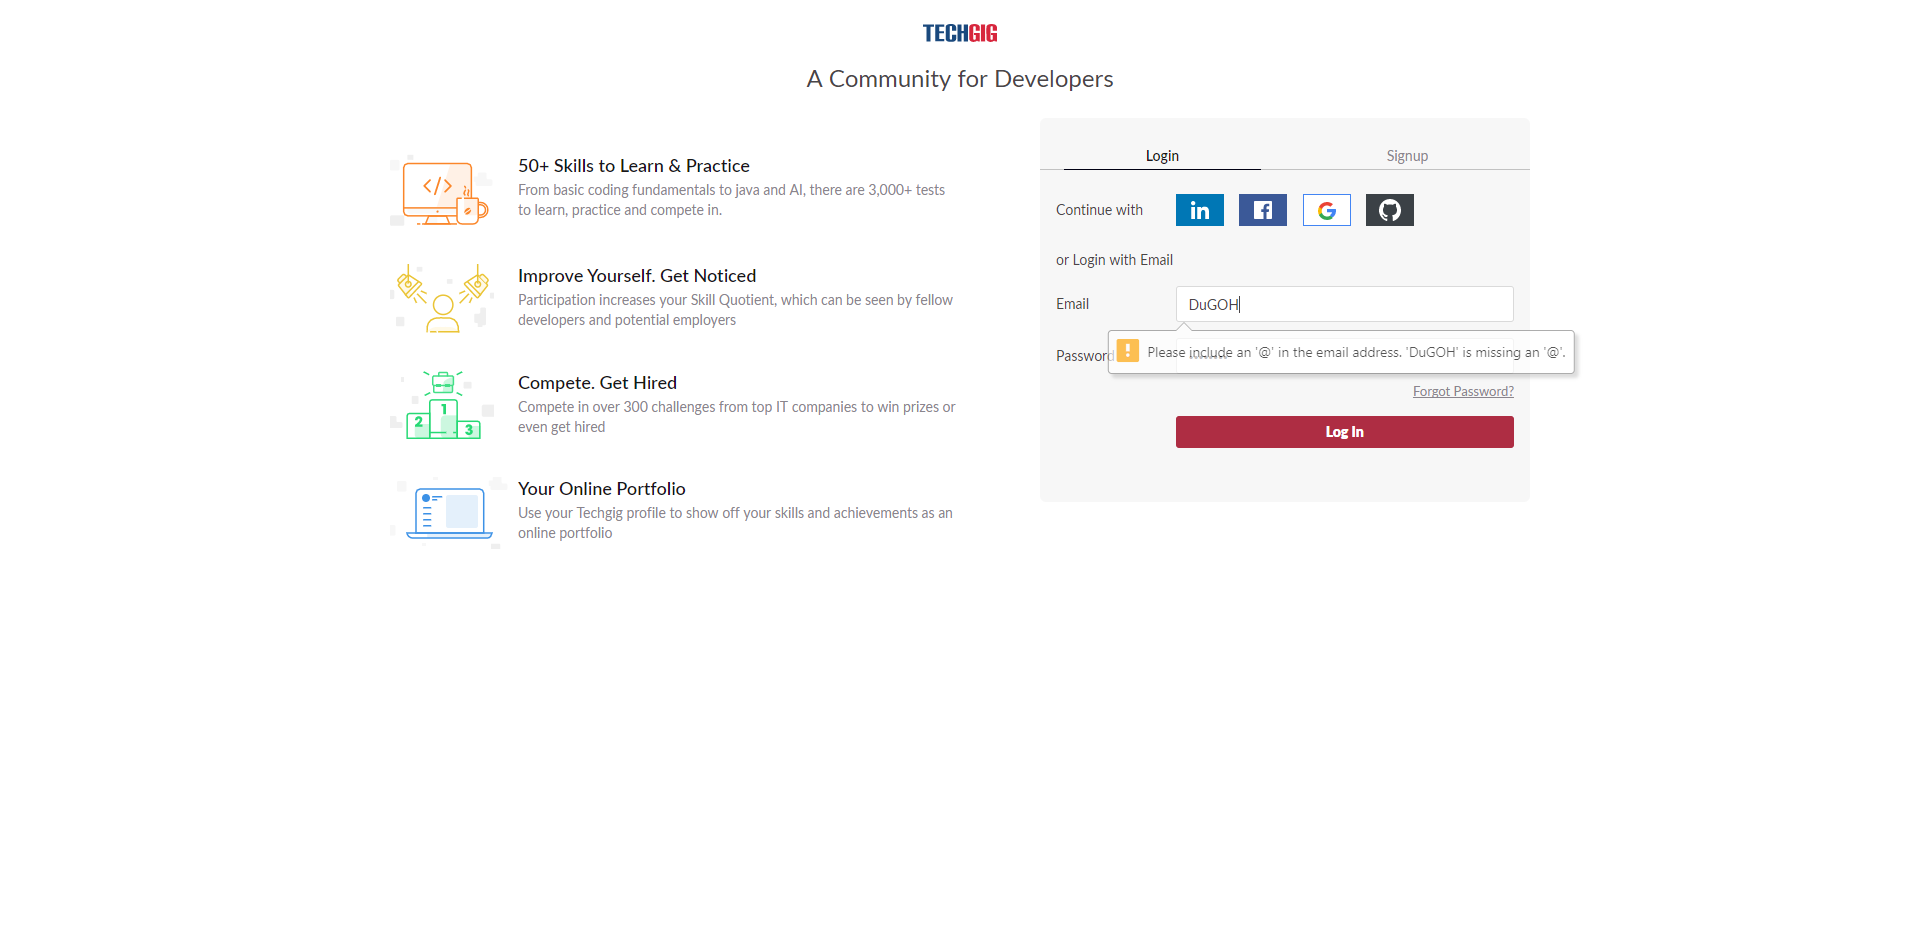 TECHGIG
A Community for Developers
50+ Skills to Learn & Practice
From basic coding fundamentals to java and AI, there are 3,000+ tests
to learn, practice and compete in.
Improve Yourself. Get Noticed
Participation increases your Skill Quotient, which can be seen by fellow
developers and potential employers
1
2
3
Compete. Get Hired
Compete in over 300 challenges from top IT companies to win prizes or
even get hired
Your Online Portfolio
Use your Techgig profile to show off your skills and achievements as an
online portfolio
Login
Signup
Continue with
or Login with Email
Email
DuGOH
Password
Please include an '@' in the email address. 'DuGOH' is missing an '@'.
Forgot Password?
Log In